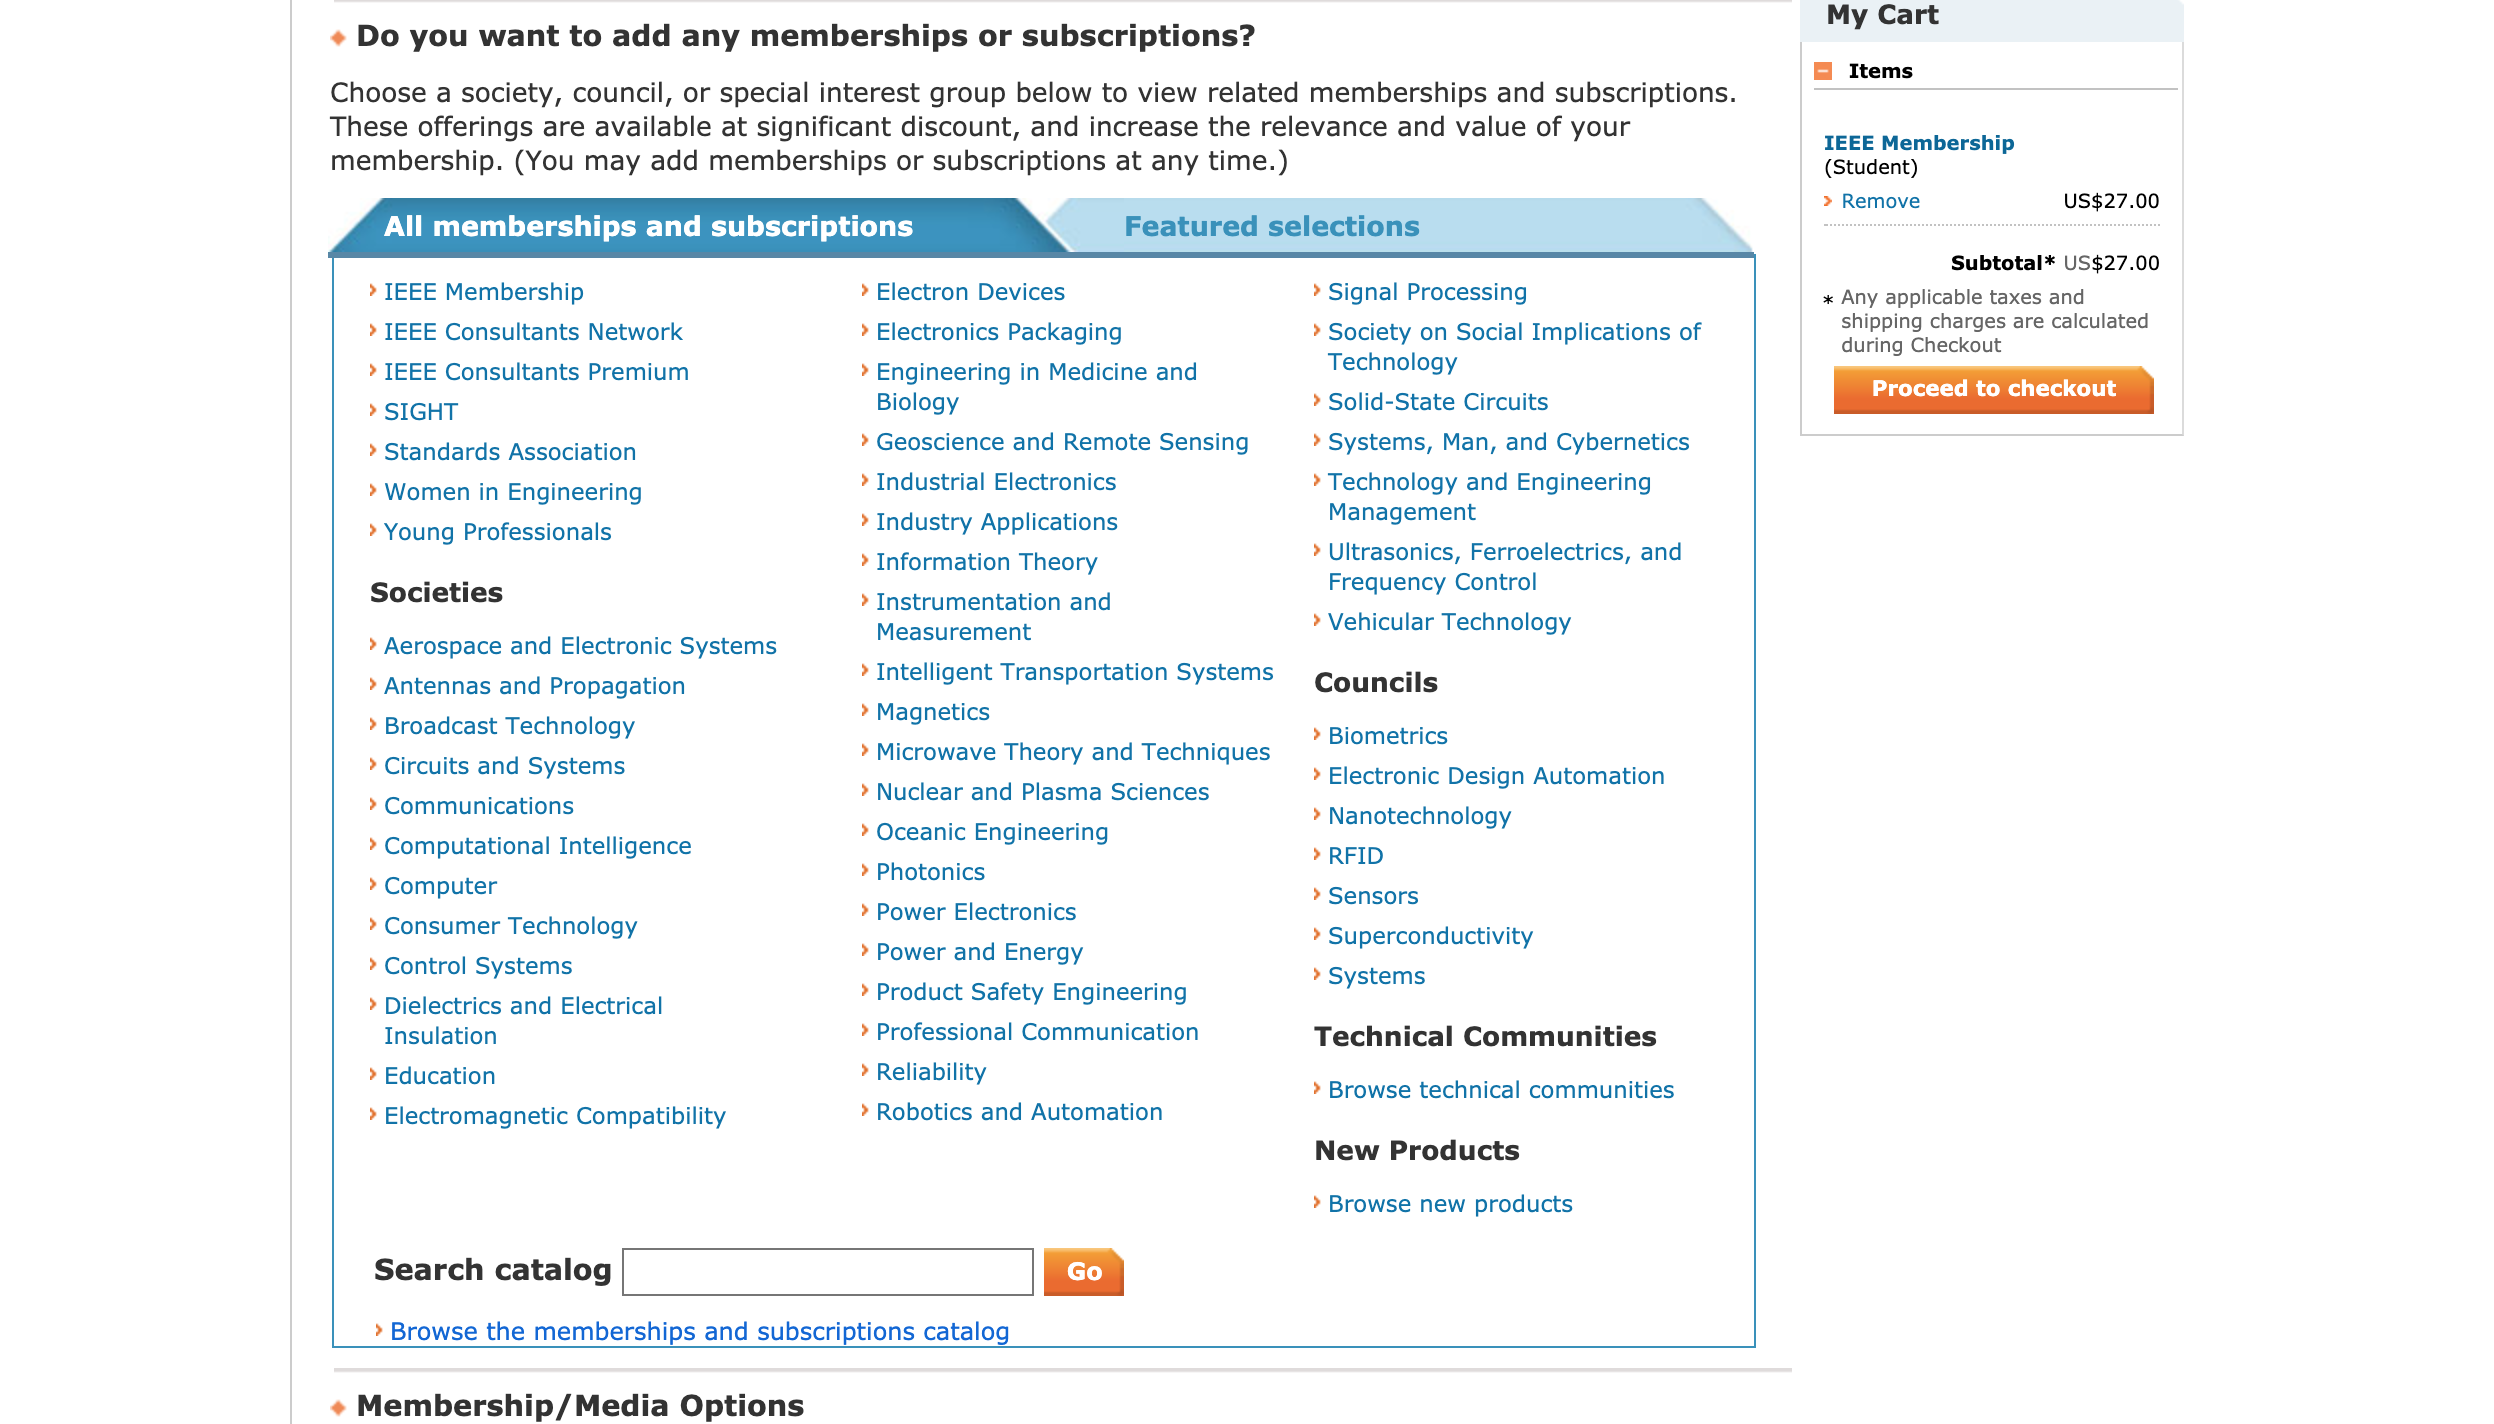 Do you want to add any memberships or subscriptions?
Choose a society, council, or special interest group below to view related memberships and subscriptions.
These offerings are available at significant discount, and increase the relevance and value of your
membership. (You may add memberships or subscriptions at any time.)
All memberships and subscriptions
Featured selections
IEEE Membership
IEEE Consultants Network
IEEE Consultants Premium
SIGHT
Standards Association
Women in Engineering
Young Professionals
Societies
Aerospace and Electronic Systems
Antennas and Propagation
Broadcast Technology
Circuits and Systems
Communications
Computational Intelligence
Computer
Consumer Technology
Control Systems
Dielectrics and Electrical
Insulation
Education
Electromagnetic Compatibility
Electron Devices
Electronics Packaging
Engineering in Medicine and
Biology
Geoscience and Remote Sensing
Industrial Electronics
Industry Applications
Information Theory
Instrumentation and
Measurement
Intelligent Transportation Systems
Magnetics
Microwave Theory and Techniques
Nuclear and Plasma Sciences
Oceanic Engineering
Photonics
Power Electronics
Power and Energy
Product Safety Engineering
Professional Communication
Reliability
Robotics and Automation
Signal Processing
Society on Social Implications of
Technology
Solid-State Circuits
Systems, Man, and Cybernetics
Technology and Engineering
Management
Ultrasonics, Ferroelectrics, and
Frequency Control
Vehicular Technology
Councils
Biometrics
Electronic Design Automation
Nanotechnology
RFID
Sensors
Superconductivity
Systems
Technical Communities
Browse technical communities
New Products
Browse new products
Search catalog
Go
Browse the memberships and subscriptions catalog
Membership/Media Options
My Cart
Items
IEEE Membership
(Student)
Remove US$27.00
Subtotal* US$27.00
* Any applicable taxes and
shipping charges are calculated
during Checkout
Proceed to checkout